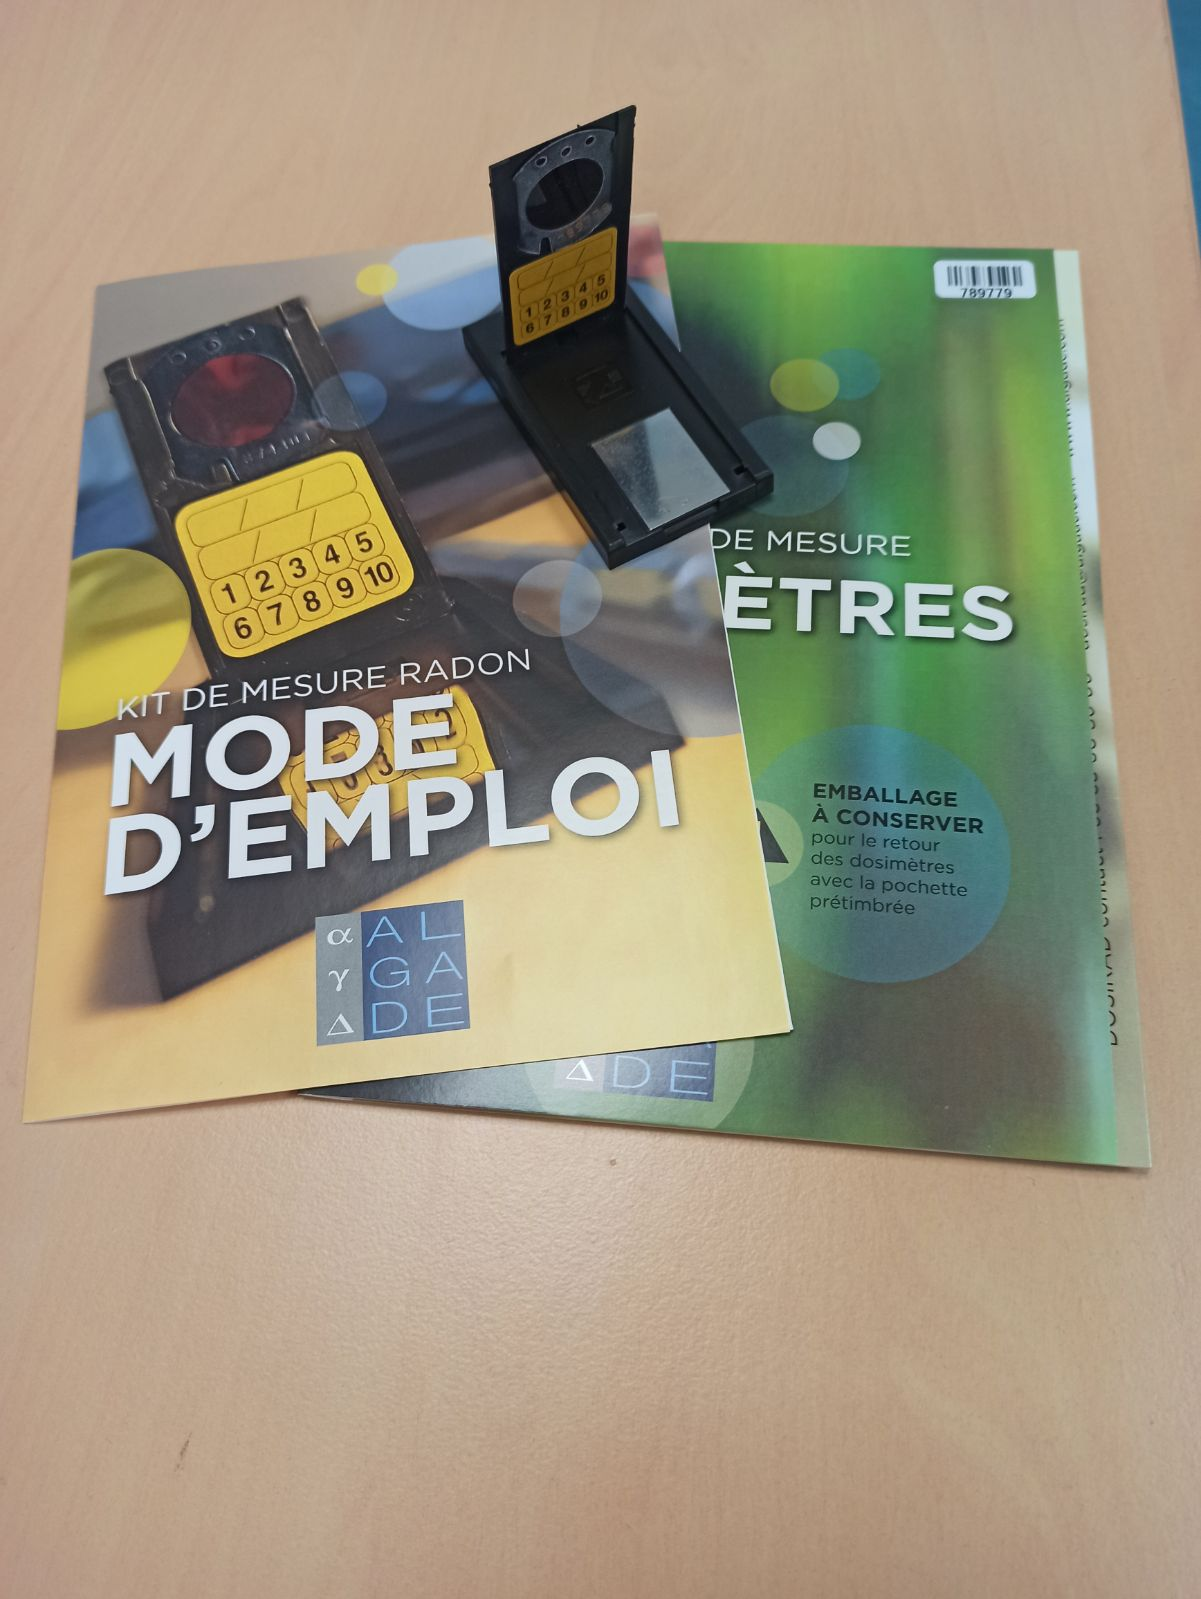 1 2 3 4 5
6 7 8 9 10
789779
1 2 3 4 5
6 7 8 9 10
KIT DE MESURE RADON
MODE
D'EMPLOI
α AL
γ GA
Δ DE
DE MESURE
ÈTRES
EMBALLAGE
À CONSERVER
pour le retour
des dosimètres
avec la pochette
prétimbrée
Δ DE